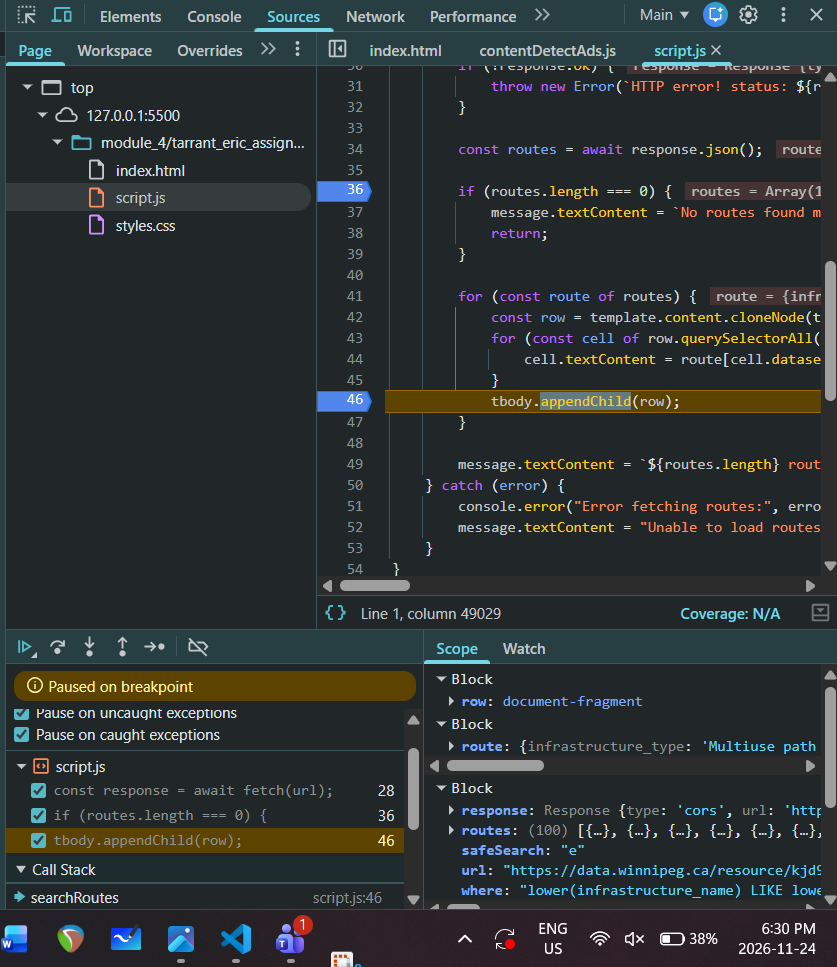 Elements Console Sources Network Performance Main
Page Workspace Overrides index.html contentDetectAds.js script.js
top
127.0.0.1:5500
module_4/tarrant_eric_assign...
index.html
script.js
styles.css
30 if (!response.ok) { response = Response {ty
31 throw new Error(`HTTP error! status: ${r
32 }
33
34 const routes = await response.json(); route
35
36 if (routes.length === 0) { routes = Array(1
37 message.textContent = `No routes found m
38 return;
39 }
40
41 for (const route of routes) { route = {infr
42 const row = template.content.cloneNode(t
43 for (const cell of row.querySelectorAll(
44 cell.textContent = route[cell.datase
45 }
46 tbody.appendChild(row);
47 }
48
49 message.textContent = `${routes.length} rout
50 } catch (error) {
51 console.error("Error fetching routes:", erro
52 message.textContent = "Unable to load routes
53 }
54 }
{} Line 1, column 49029 Coverage: N/A
Paused on breakpoint
Pause on uncaught exceptions
Pause on caught exceptions
script.js
const response = await fetch(url); 28
if (routes.length === 0) { 36
tbody.appendChild(row); 46
Call Stack
searchRoutes script.js:46
Scope Watch
Block
row: document-fragment
Block
route: {infrastructure_type: 'Multiuse path
Block
response: Response {type: 'cors', url: 'http
routes: (100) [{…}, {…}, {…}, {…}, {…}, {…},
safeSearch: "e"
url: "https://data.winnipeg.ca/resource/kjd9
where: "lower(infrastructure_name) LIKE lowe
W
T
1
ENG
US
38%
6:30 PM
2026-11-24